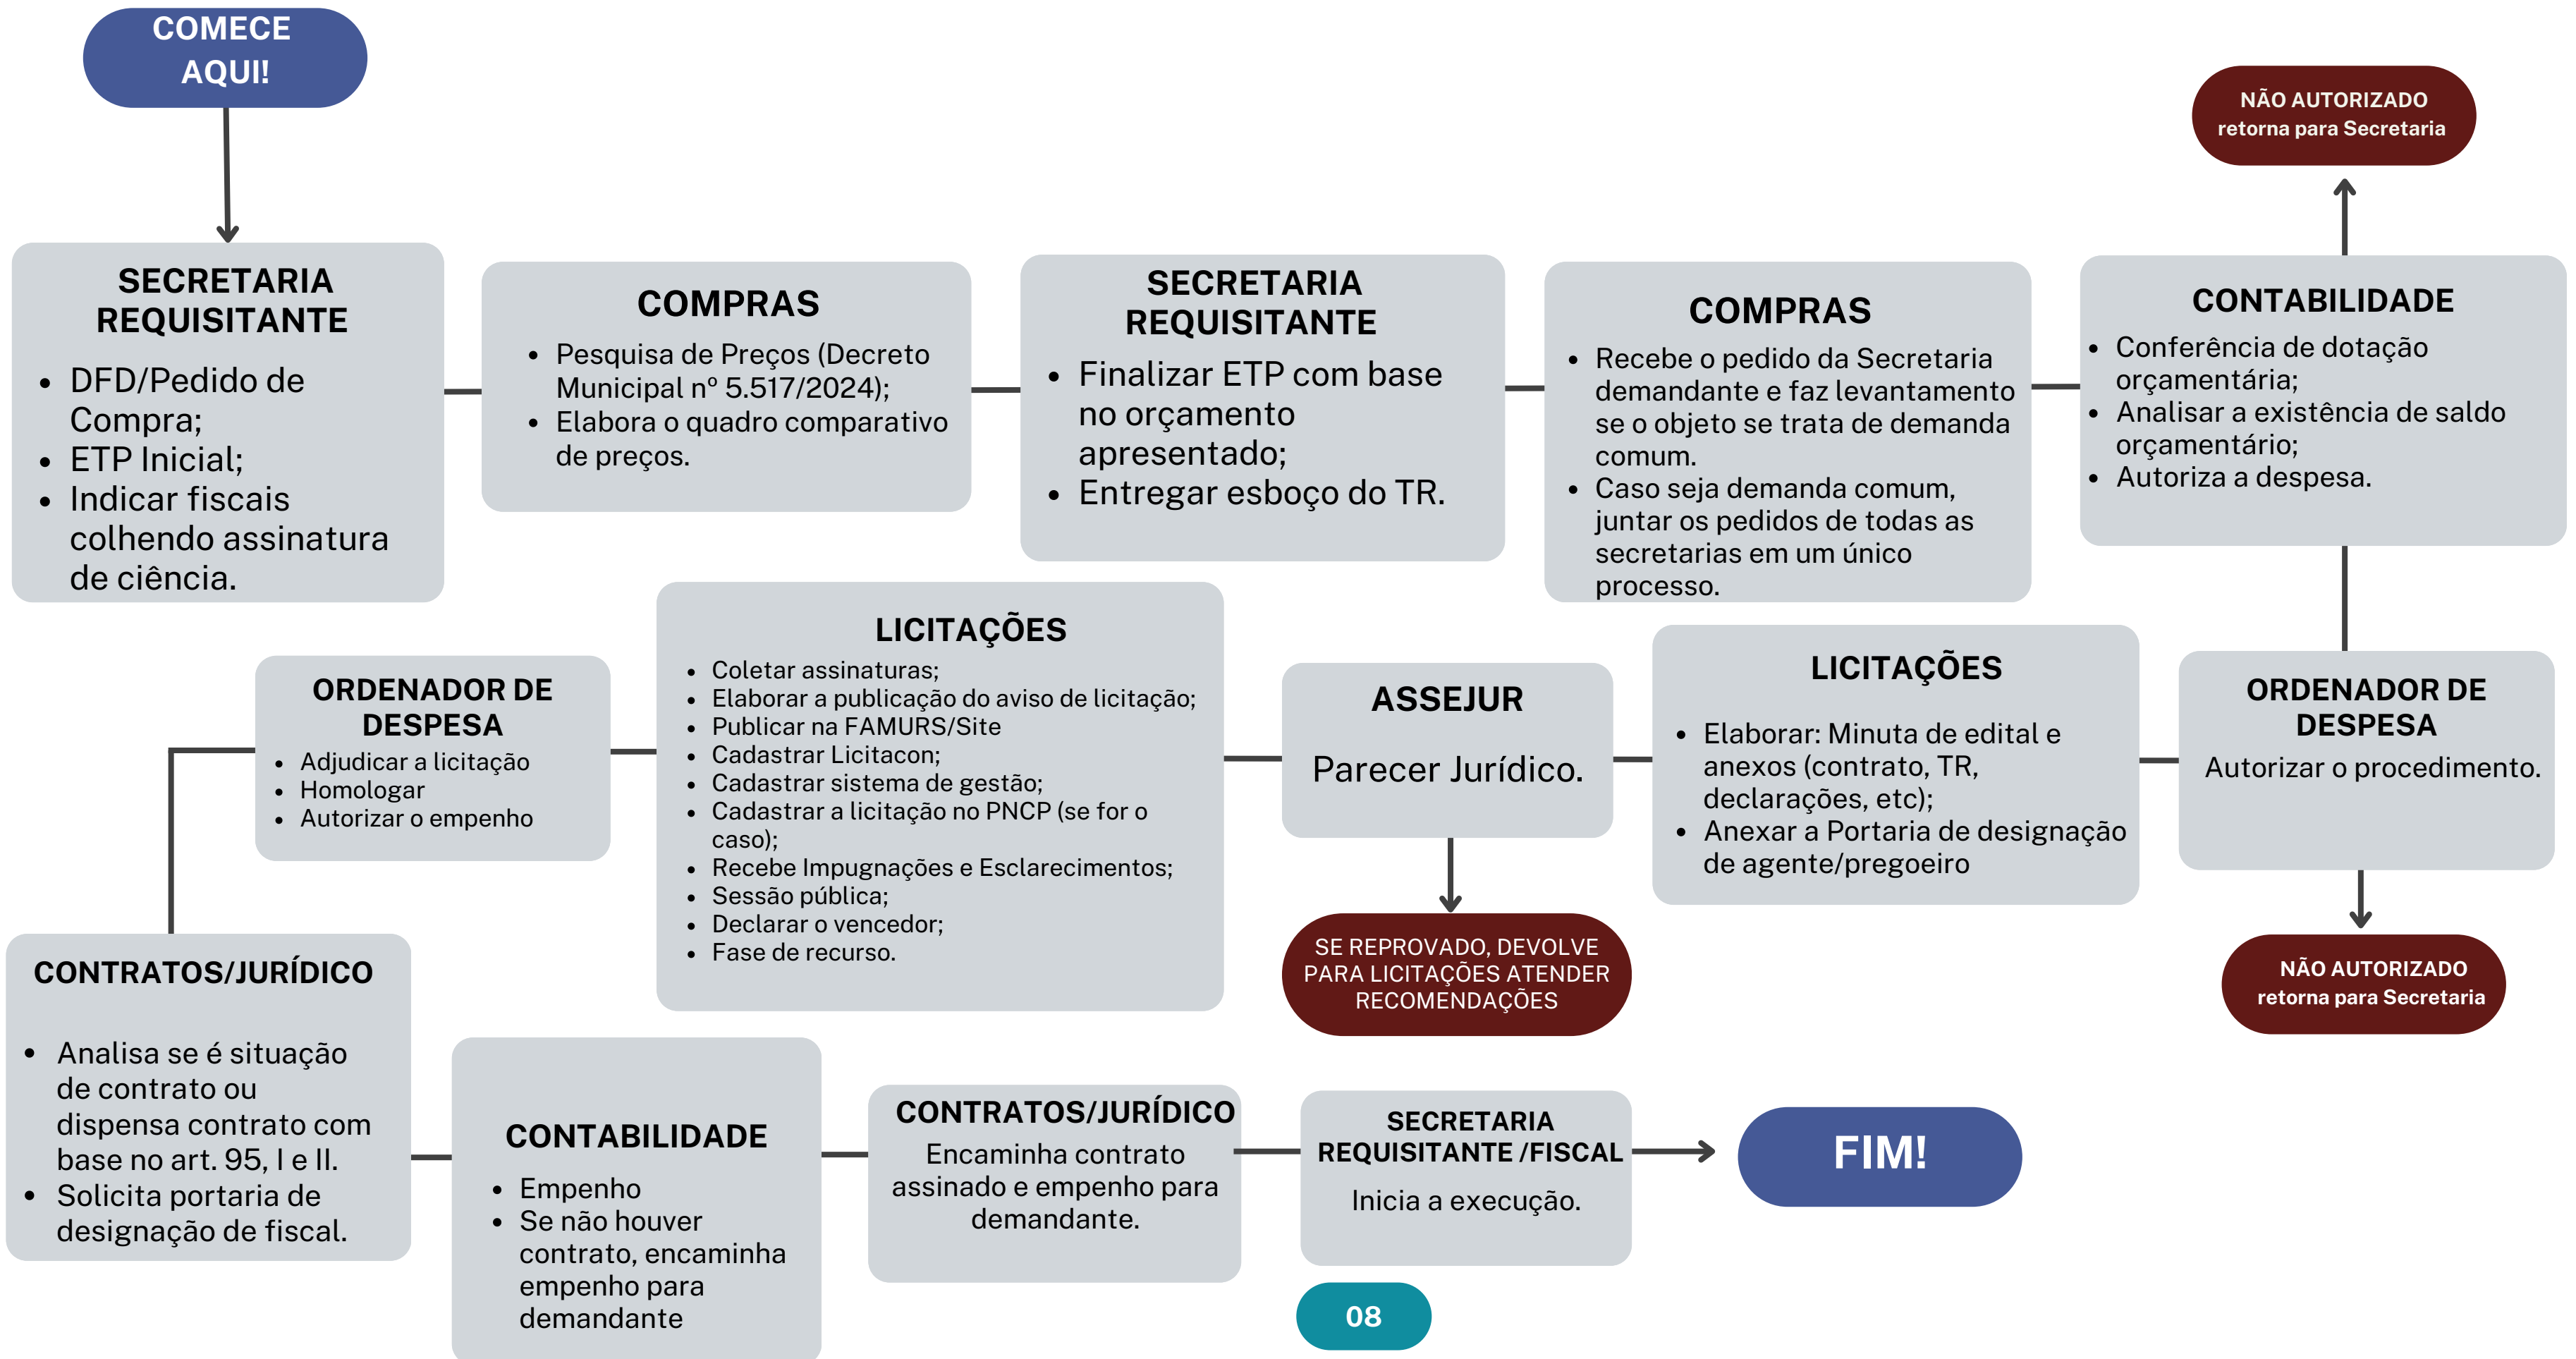 COMECE
AQUI!
NÃO AUTORIZADO
retorna para Secretaria
SECRETARIA
REQUISITANTE
• DFD/Pedido de
Compra;
• ETP Inicial;
• Indicar fiscais
colhendo assinatura
de ciência.
COMPRAS
• Pesquisa de Preços (Decreto
Municipal nº 5.517/2024);
• Elabora o quadro comparativo
de preços.
SECRETARIA
REQUISITANTE
• Finalizar ETP com base
no orçamento
apresentado;
• Entregar esboço do TR.
COMPRAS
• Recebe o pedido da Secretaria
demandante e faz levantamento
se o objeto se trata de demanda
comum.
• Caso seja demanda comum,
juntar os pedidos de todas as
secretarias em um único
processo.
CONTABILIDADE
• Conferência de dotação
orçamentária;
• Analisar a existência de saldo
orçamentário;
• Autoriza a despesa.
ORDENADOR DE
DESPESA
Autorizar o procedimento.
NÃO AUTORIZADO
retorna para Secretaria
LICITAÇÕES
• Elaborar: Minuta de edital e
anexos (contrato, TR,
declarações, etc);
• Anexar a Portaria de designação
de agente/pregoeiro
ASSEJUR
Parecer Jurídico.
SE REPROVADO, DEVOLVE
PARA LICITAÇÕES ATENDER
RECOMENDAÇÕES
LICITAÇÕES
• Coletar assinaturas;
• Elaborar a publicação do aviso de licitação;
• Publicar na FAMURS/Site
• Cadastrar Licitacon;
• Cadastrar sistema de gestão;
• Cadastrar a licitação no PNCP (se for o
caso);
• Recebe Impugnações e Esclarecimentos;
• Sessão pública;
• Declarar o vencedor;
• Fase de recurso.
ORDENADOR DE
DESPESA
• Adjudicar a licitação
• Homologar
• Autorizar o empenho
CONTRATOS/JURÍDICO
• Analisa se é situação
de contrato ou
dispensa contrato com
base no art. 95, I e II.
• Solicita portaria de
designação de fiscal.
CONTABILIDADE
• Empenho
• Se não houver
contrato, encaminha
empenho para
demandante
CONTRATOS/JURÍDICO
Encaminha contrato
assinado e empenho para
demandante.
SECRETARIA
REQUISITANTE /FISCAL
Inicia a execução.
FIM!
08